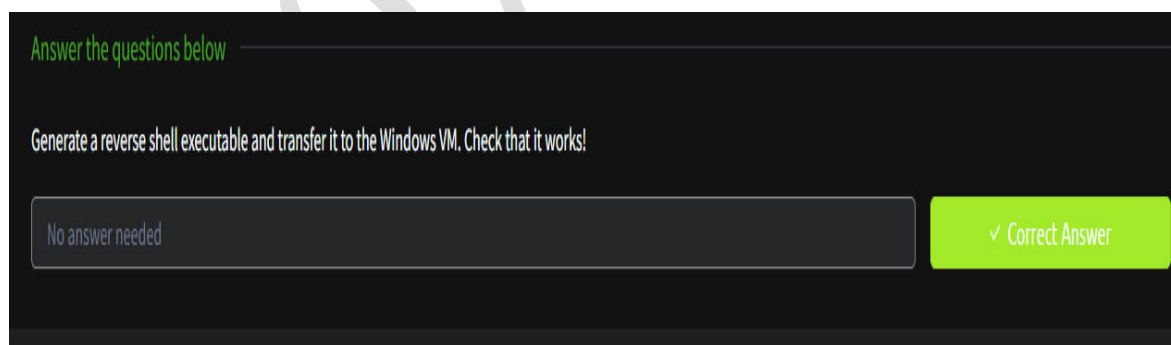 Answer the questions below
Generate a reverse shell executable and transfer it to the Windows VM. Check that it works!
No answer needed
✓ Correct Answer